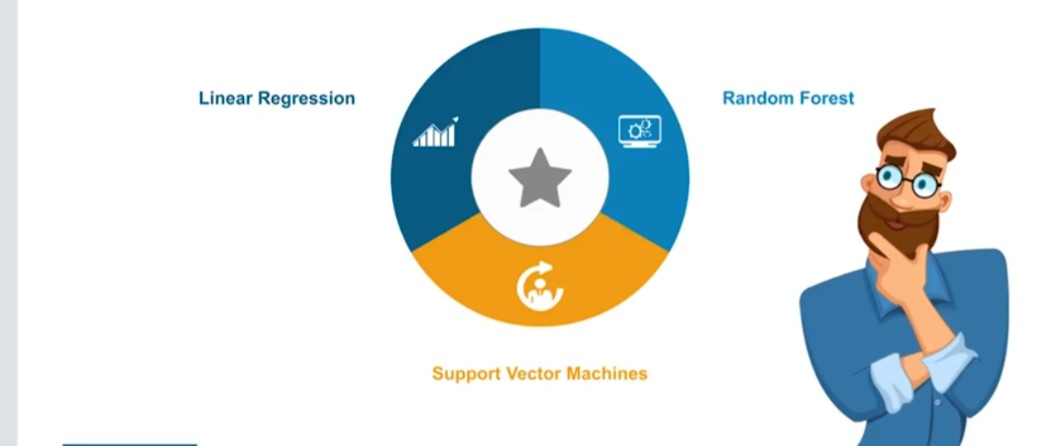 Linear Regression
Random Forest
Support Vector Machines